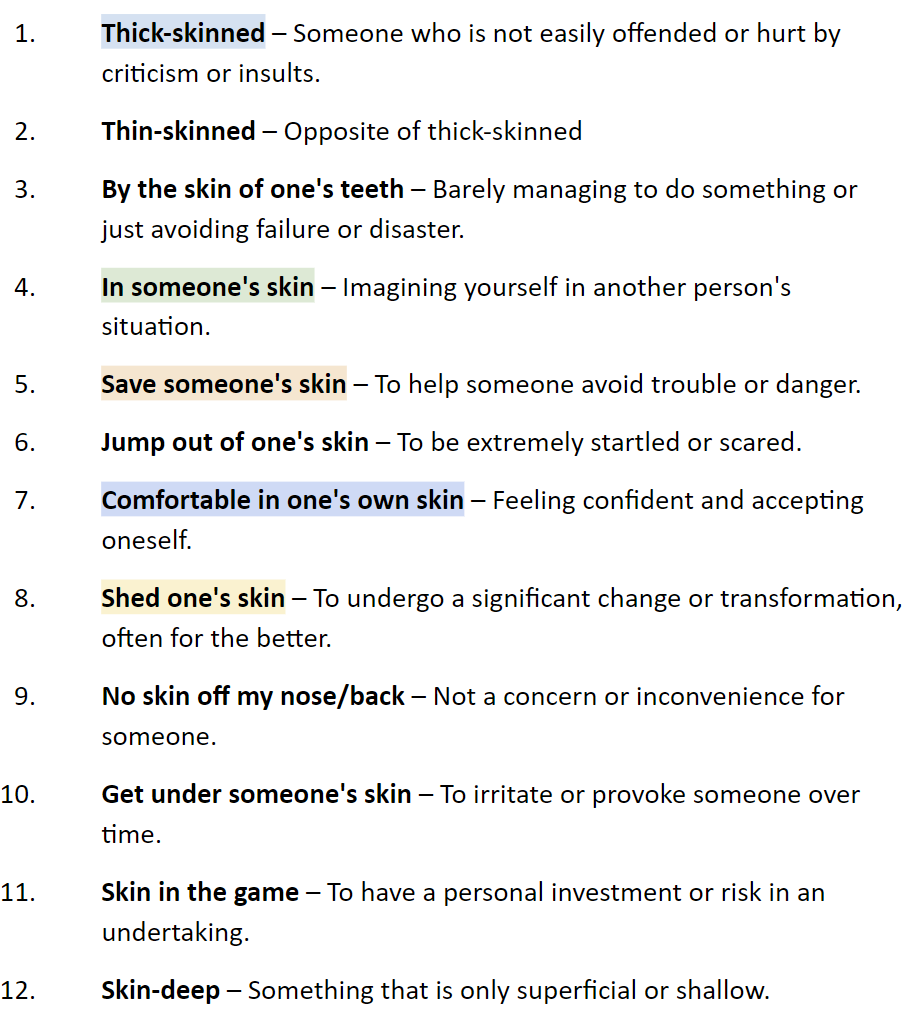 1. Thick-skinned – Someone who is not easily offended or hurt by
criticism or insults.
2. Thin-skinned – Opposite of thick-skinned
3. By the skin of one's teeth – Barely managing to do something or
just avoiding failure or disaster.
4. In someone's skin – Imagining yourself in another person's
situation.
5. Save someone's skin – To help someone avoid trouble or danger.
6. Jump out of one's skin – To be extremely startled or scared.
7. Comfortable in one's own skin – Feeling confident and accepting
oneself.
8. Shed one's skin – To undergo a significant change or transformation,
often for the better.
9. No skin off my nose/back – Not a concern or inconvenience for
someone.
10. Get under someone's skin – To irritate or provoke someone over
time.
11. Skin in the game – To have a personal investment or risk in an
undertaking.
12. Skin-deep – Something that is only superficial or shallow.